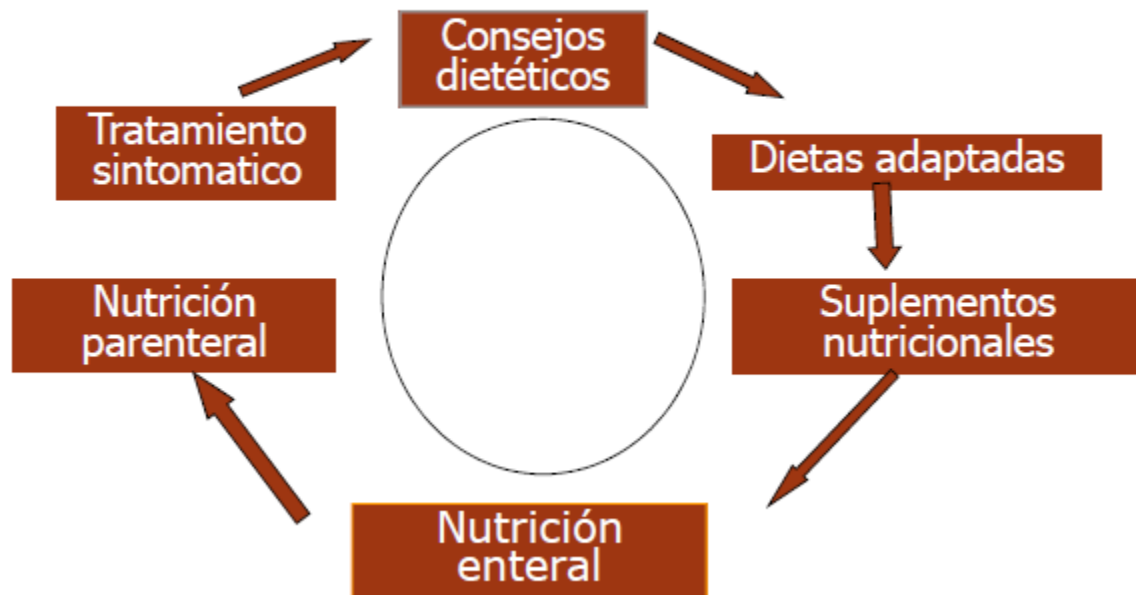 Consejos
dietéticos
Tratamiento
sintomatico
Dietas adaptadas
Nutrición
parenteral
Suplementos
nutricionales
Nutrición
enteral